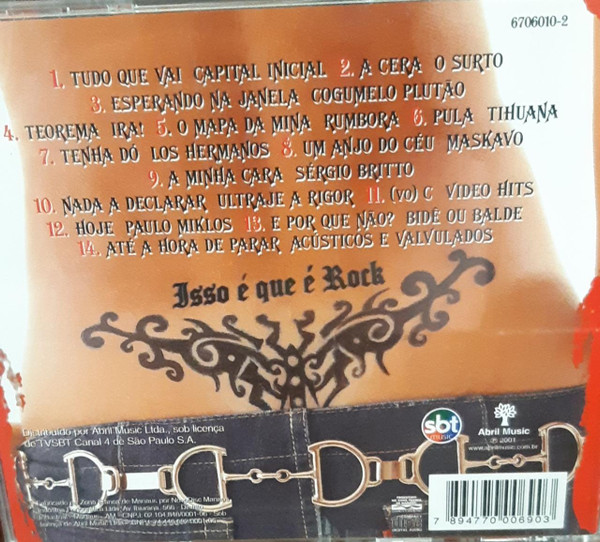 6706010-2
1. TUDO QUE VAI CAPITAL INICIAL 2. A CERA O SURTO
3. ESPERANDO NA JANELA COGUMELO PLUTÃO
4. TEOREMA IRA! 5. O MAPA DA MINA RUMBORA 6. PULA TIHUANA
7. TENHA DÓ LOS HERMANOS 8. UM ANJO DO CÉU MASKAVO
9. A MINHA CARA SÉRGIO BRITTO
10. NADA A DECLARAR ULTRAJE A RIGOR 11. (VO) C VIDEO HITS
12. HOJE PAULO MIKLOS 13. E POR QUE NÃO? BIDÊ OU BALDE
14. ATÉ A HORA DE PARAR ACÚSTICOS E VALVULADOS
Isso é que é Rock
Distribuído por Abril Music Ltda., sob licença
de TVSBT Canal 4 de São Paulo S.A.
sbt
MUSIC
Abril Music
℗ 2001
www.abrilmusic.com.br
7 894770 006903